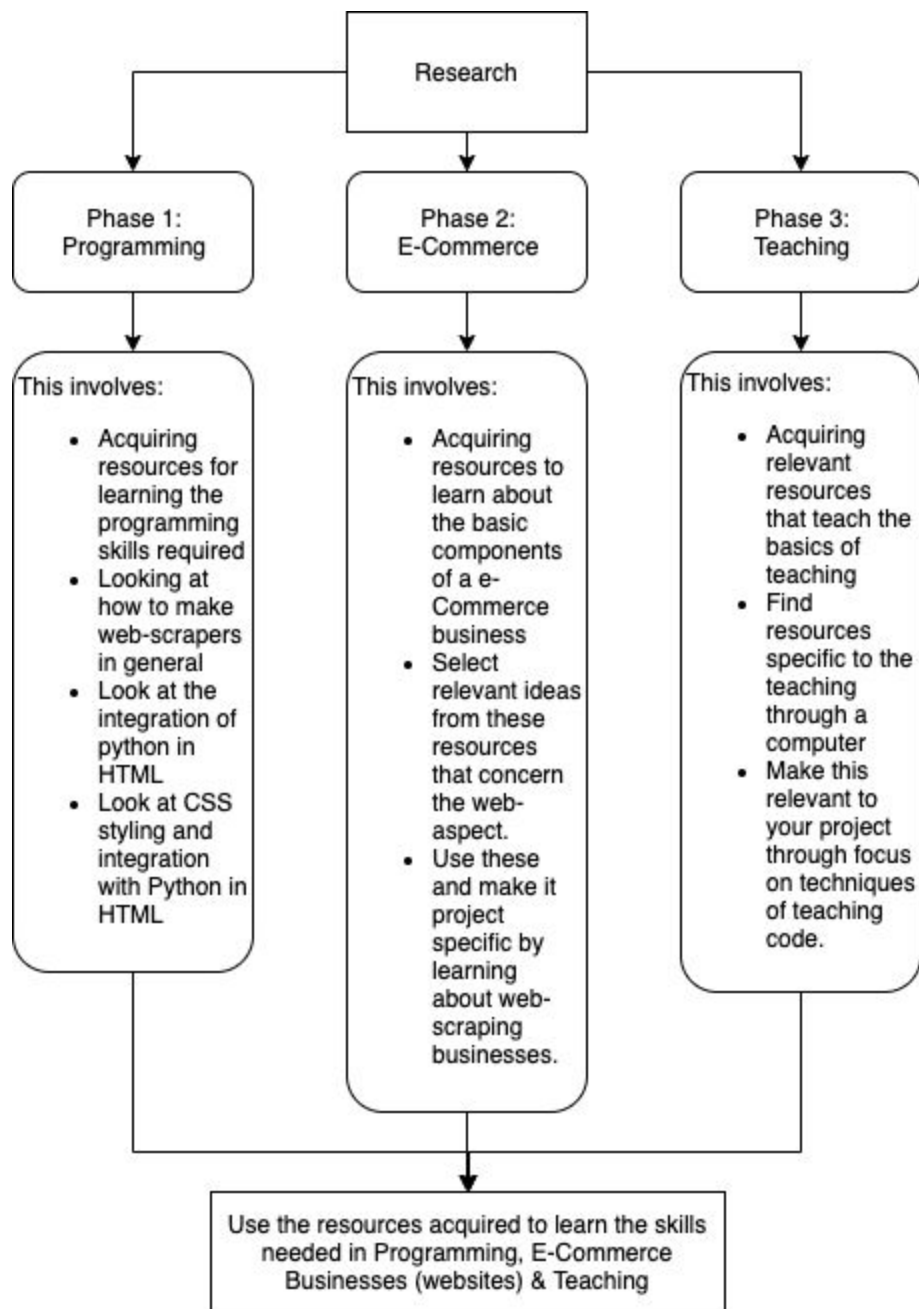 Research
Phase 1:
Programming
Phase 2:
E-Commerce
Phase 3:
Teaching
This involves:
• Acquiring
resources for
learning the
programming
skills required
• Looking at
how to make
web-scrapers
in general
• Look at the
integration of
python in
HTML
• Look at CSS
styling and
integration
with Python in
HTML
This involves:
• Acquiring
resources to
learn about
the basic
components
of a e-
Commerce
business
• Select
relevant ideas
from these
resources
that concern
the web-
aspect.
• Use these
and make it
project
specific by
learning
about web-
scraping
businesses.
This involves:
• Acquiring
relevant
resources
that teach the
basics of
teaching
• Find
resources
specific to the
teaching
through a
computer
• Make this
relevant to
your project
through focus
on techniques
of teaching
code.
Use the resources acquired to learn the skills
needed in Programming, E-Commerce
Businesses (websites) & Teaching